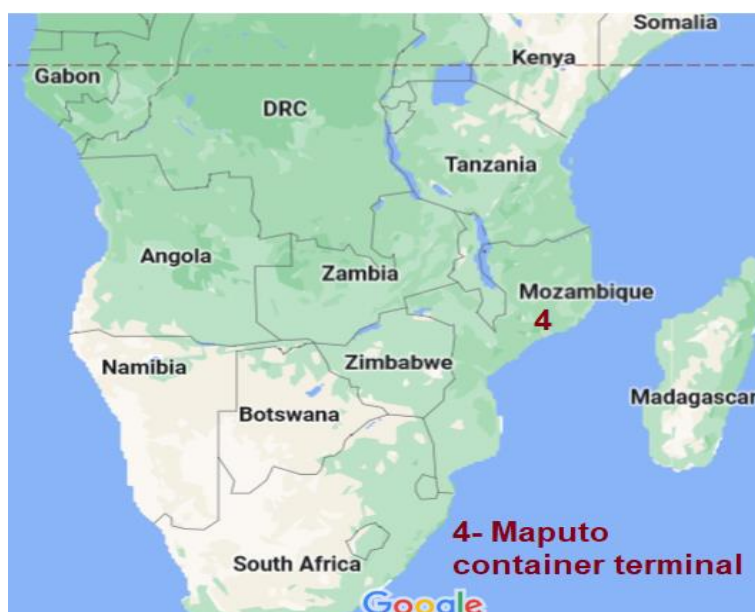 Somalia
Kenya
Gabon
DRC
Tanzania
Angola
Zambia
Mozambique
4
Namibia
Zimbabwe
Botswana
Madagascar
4- Maputo
container terminal
South Africa
Google